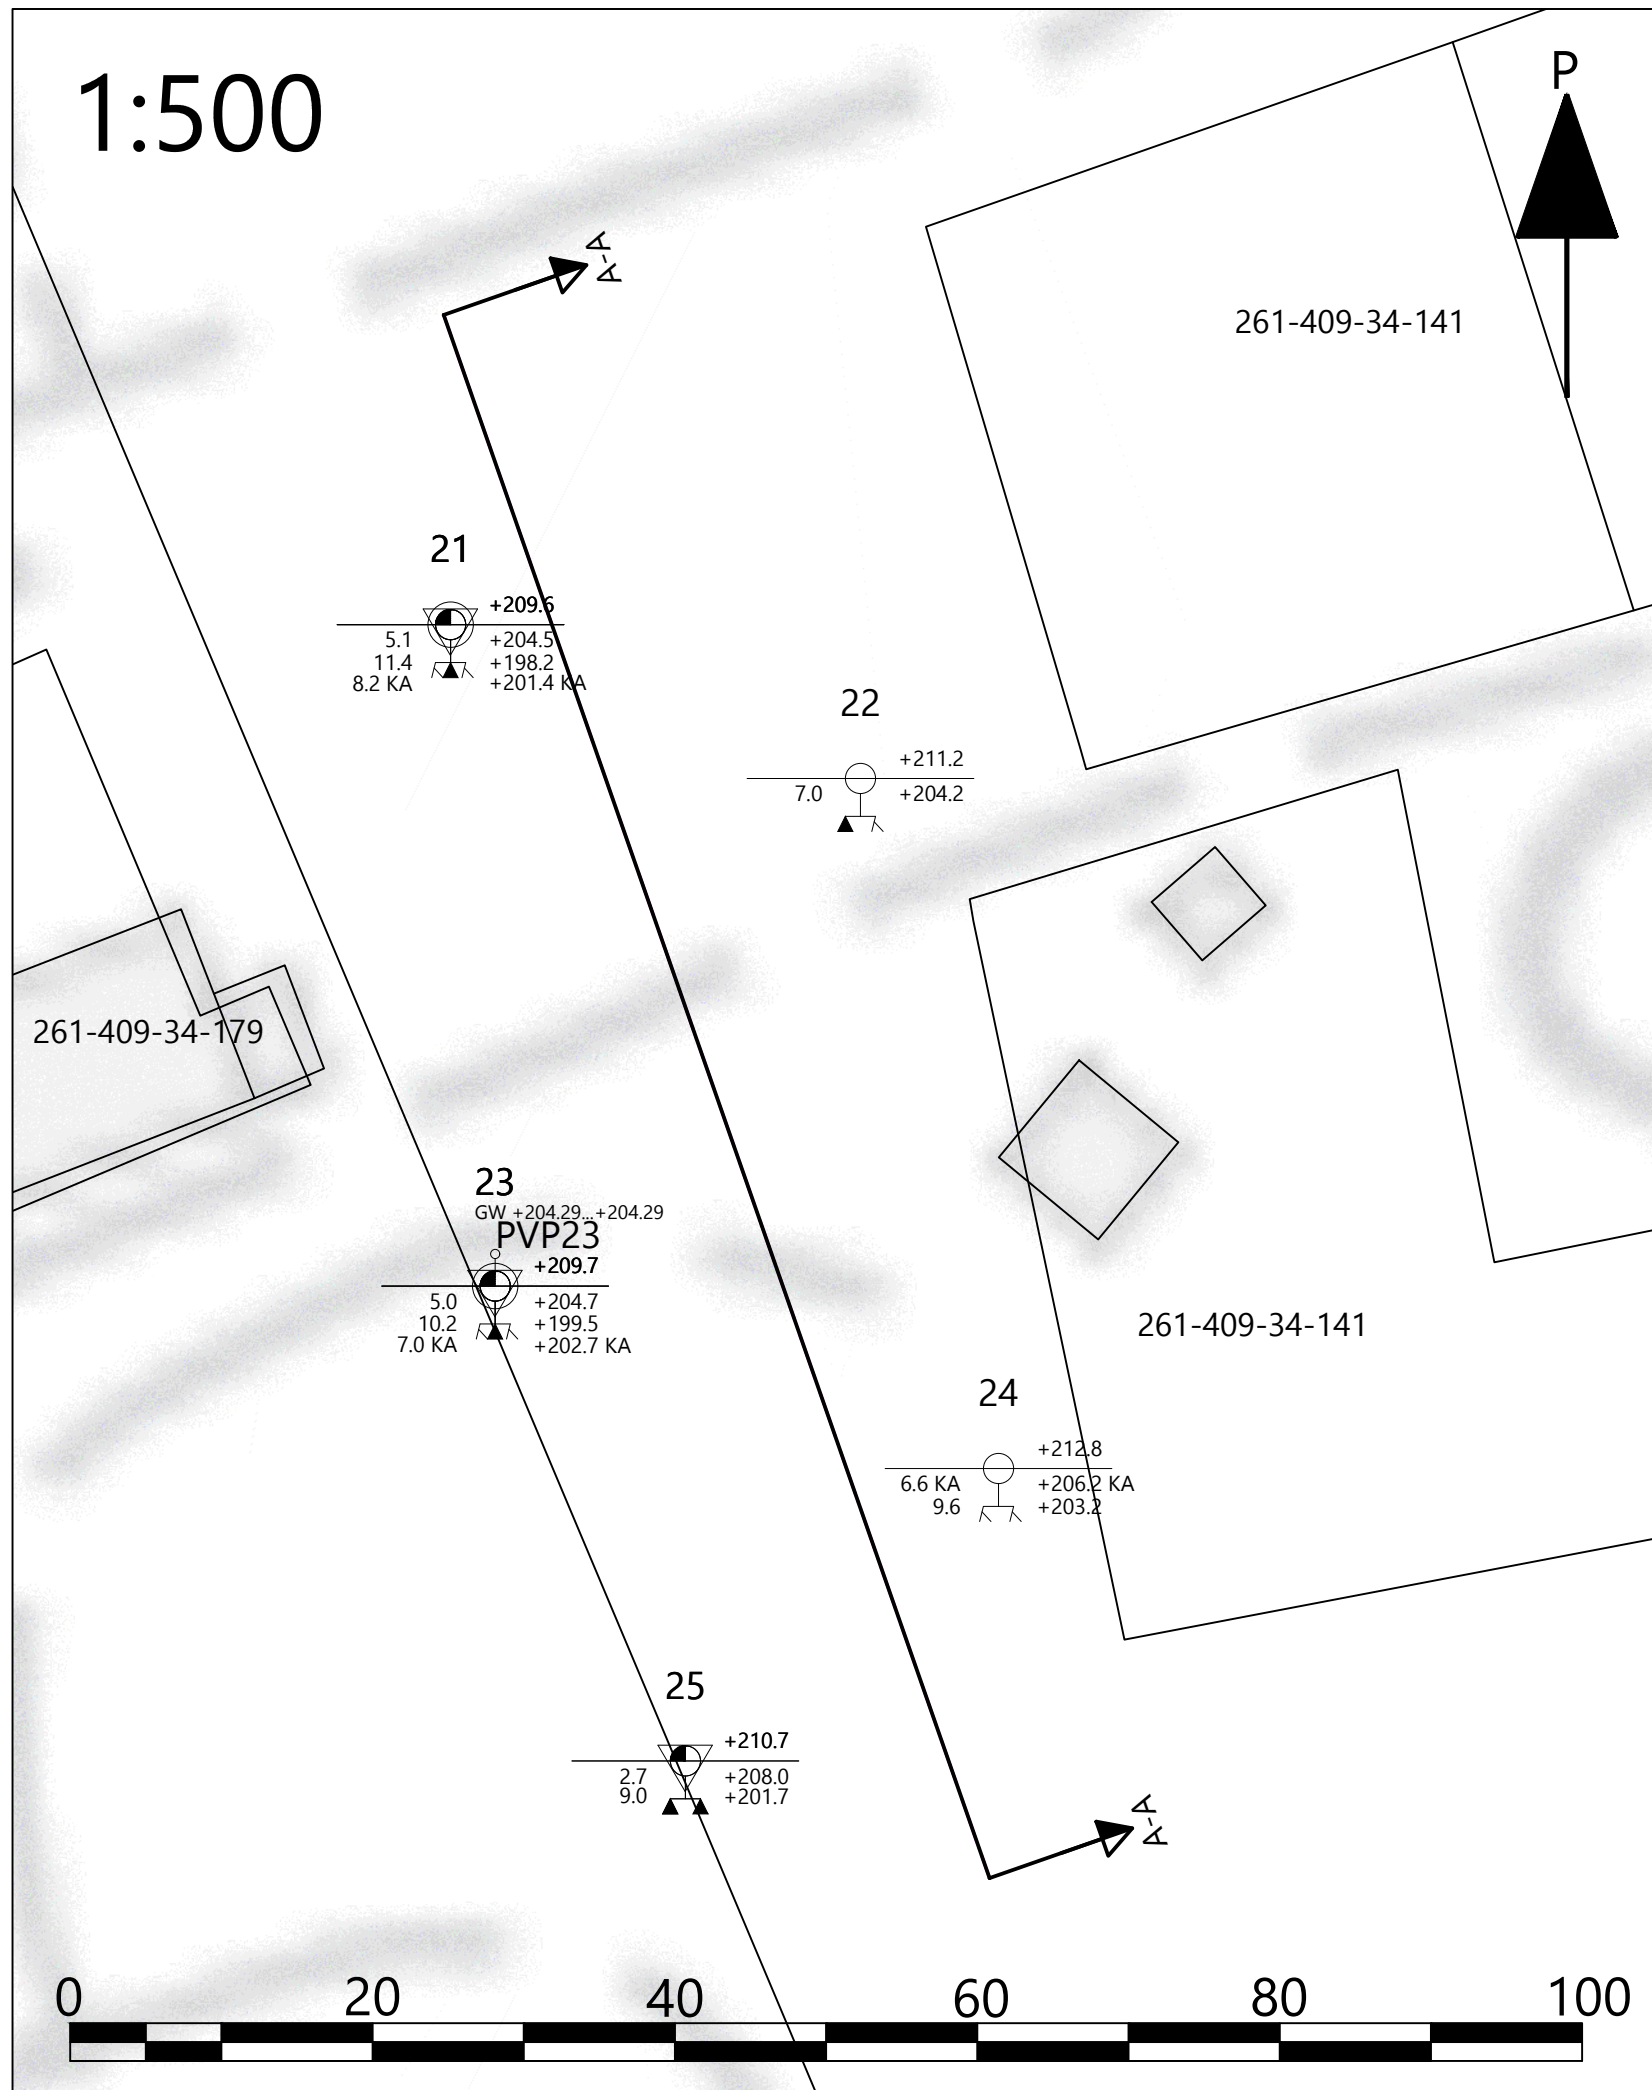 1:500
P
A-A
261-409-34-141
21
+209.6
5.1 +204.5
11.4 +198.2
8.2 KA +201.4 KA
22
+211.2
7.0 +204.2
261-409-34-179
23
GW +204.29...+204.29
PVP23
+209.7
5.0 +204.7
10.2 +199.5
7.0 KA +202.7 KA
261-409-34-141
24
+212.8
6.6 KA +206.2 KA
9.6 +203.2
25
+210.7
2.7 +208.0
9.0 +201.7
A-A
0 20 40 60 80 100